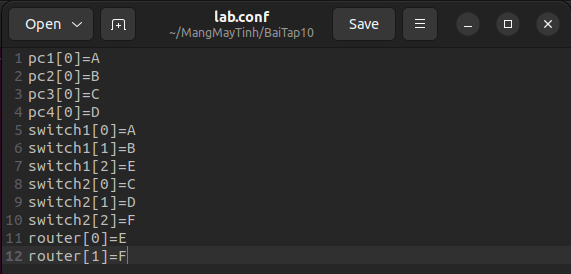 Open
lab.conf
~/MangMayTinh/BaiTap10
Save
1 pc1[0]=A
2 pc2[0]=B
3 pc3[0]=C
4 pc4[0]=D
5 switch1[0]=A
6 switch1[1]=B
7 switch1[2]=E
8 switch2[0]=C
9 switch2[1]=D
10 switch2[2]=F
11 router[0]=E
12 router[1]=F